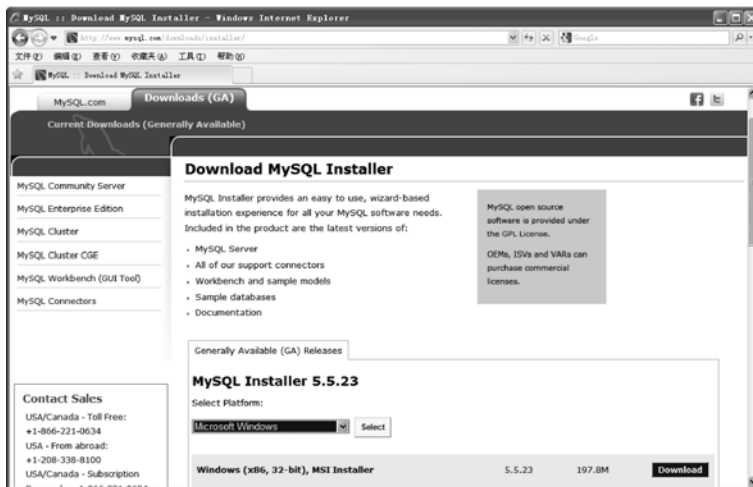 MySQL :: Download MySQL Installer - Windows Internet Explorer
http://www.mysql.com/downloads/installer/
Google
文件(F) 编辑(E) 查看(V) 收藏夹(A) 工具(T) 帮助(H)
MySQL :: Download MySQL Installer
MySQL.com
Downloads (GA)
Current Downloads (Generally Available)
MySQL Community Server
MySQL Enterprise Edition
MySQL Cluster
MySQL Cluster CGE
MySQL Workbench (GUI Tool)
MySQL Connectors
Contact Sales
USA/Canada - Toll Free:
+1-866-221-0634
USA - From abroad:
+1-208-338-8100
USA/Canada - Subscription
Download MySQL Installer
MySQL Installer provides an easy to use, wizard-based
installation experience for all your MySQL software needs.
Included in the product are the latest versions of:
MySQL Server
All of our support connectors
Workbench and sample models
Sample databases
Documentation
MySQL open source
software is provided under
the GPL License.
OEMs, ISVs and VARs can
purchase commercial
licenses.
Generally Available (GA) Releases
MySQL Installer 5.5.23
Select Platform:
Microsoft Windows Select
Windows (x86, 32-bit), MSI Installer 5.5.23 197.8M Download